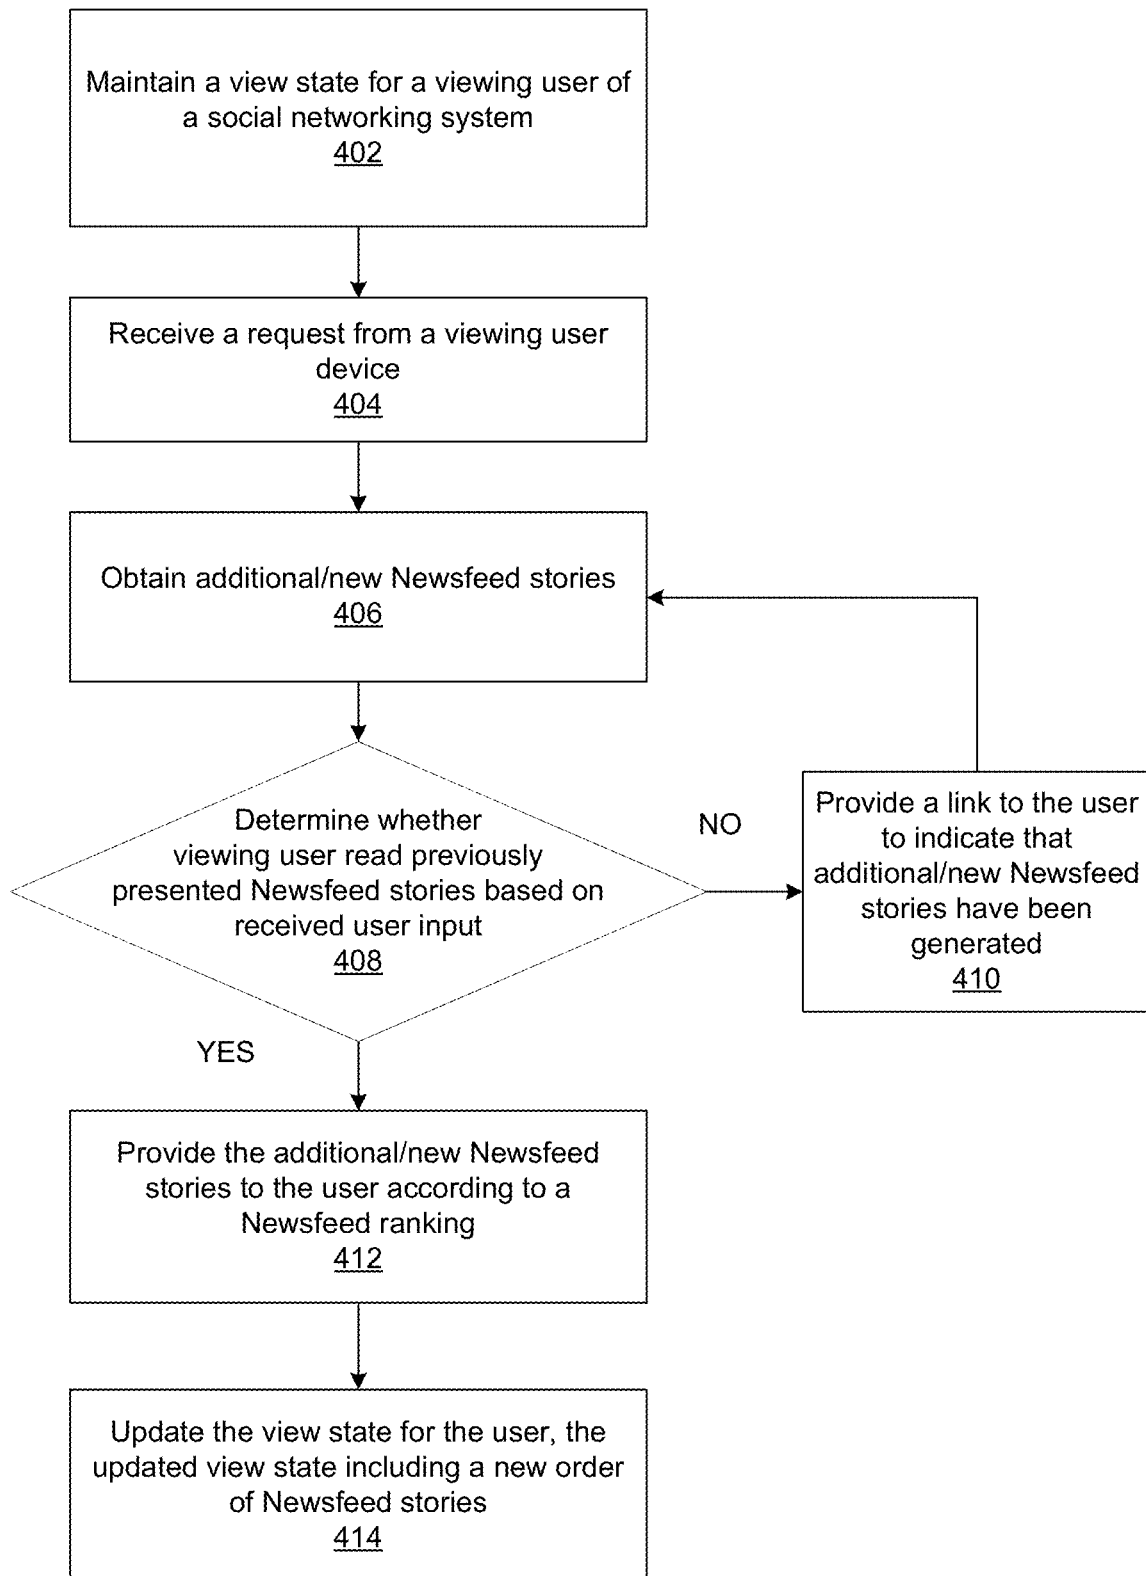 Maintain a view state for a viewing user of
a social networking system
402
Receive a request from a viewing user
device
404
Obtain additional/new Newsfeed stories
406
Determine whether
viewing user read previously
presented Newsfeed stories based on
received user input
408
NO
Provide a link to the user
to indicate that
additional/new Newsfeed
stories have been
generated
410
YES
Provide the additional/new Newsfeed
stories to the user according to a
Newsfeed ranking
412
Update the view state for the user, the
updated view state including a new order
of Newsfeed stories
414